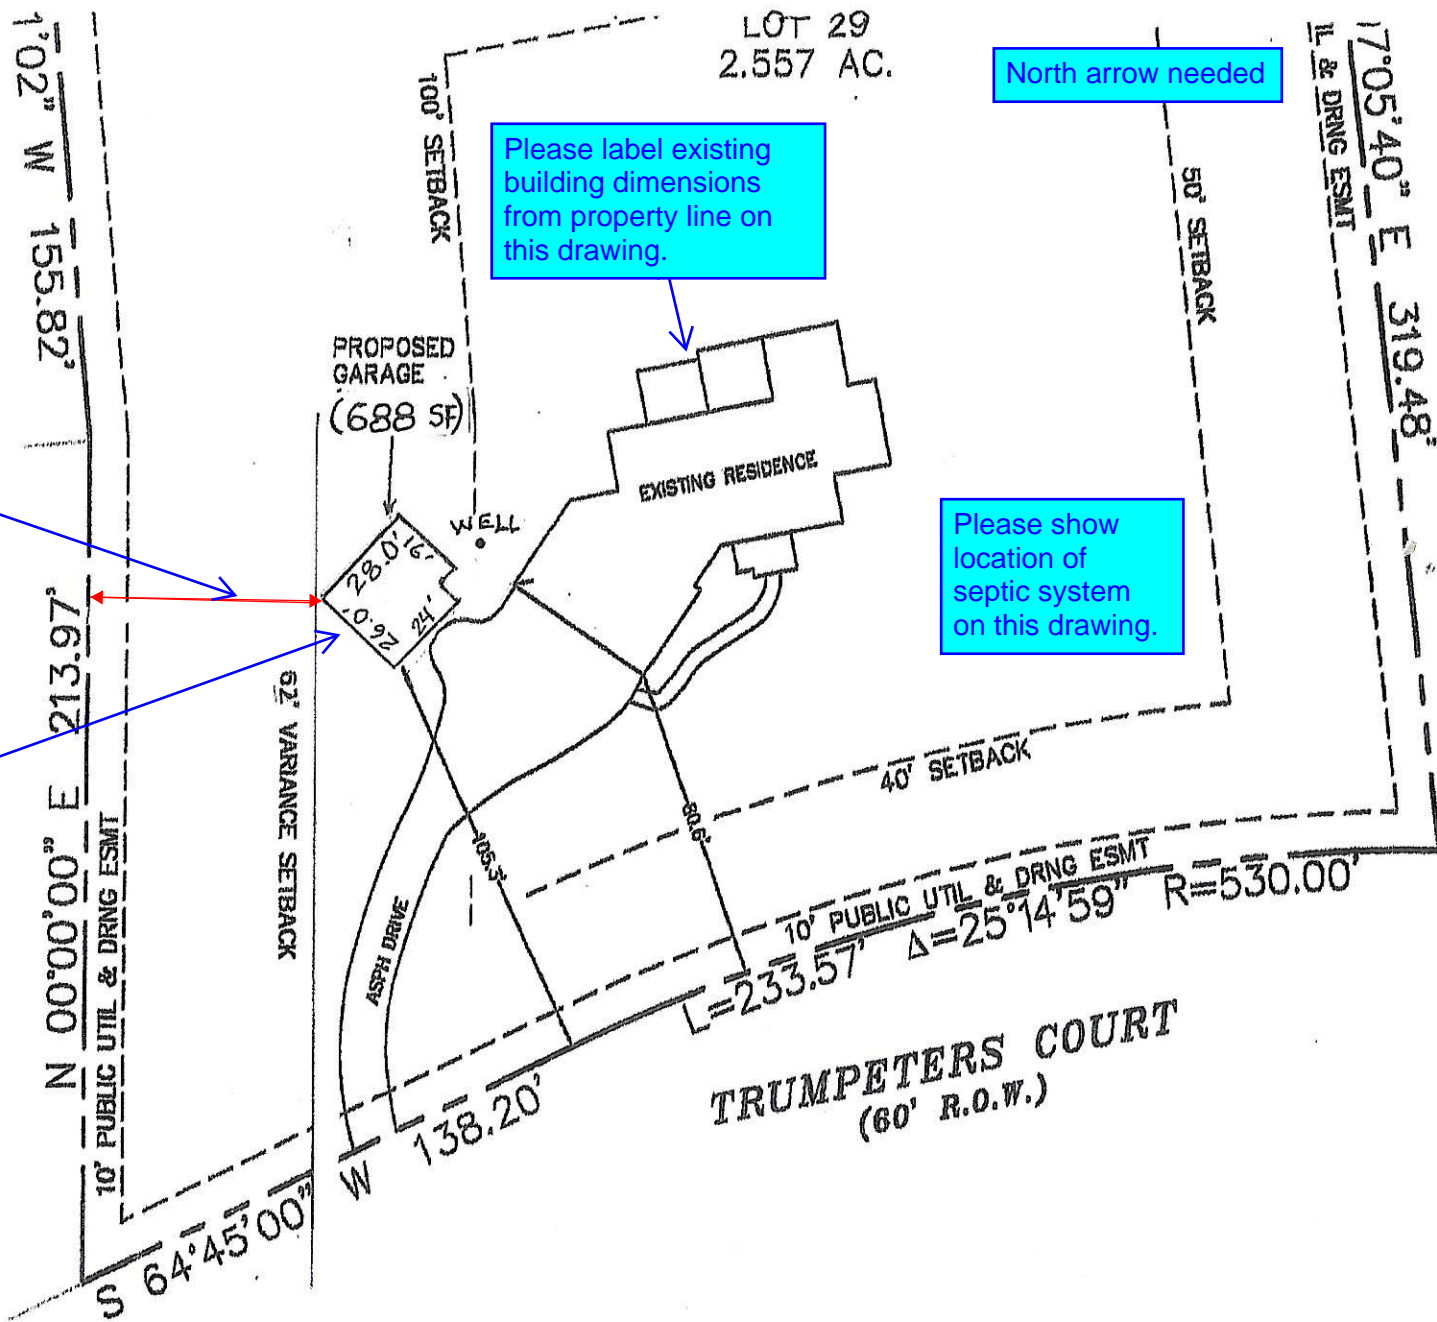 LOT 29
2.557 AC.
North arrow needed
Please label existing
building dimensions
from property line on
this drawing.
1°02" W 155.82'
100' SETBACK
50' SETBACK
17°05'40" E 319.48'
IL & DRNG ESMT
PROPOSED
GARAGE
(688 SF)
WELL
EXISTING RESIDENCE
Please show
location of
septic system
on this drawing.
28.0'
16'
26.0'
24'
N 00°00'00" E 213.97'
10' PUBLIC UTIL & DRNG ESMT
62' VARIANCE SETBACK
ASPH DRIVE
105.3'
80.6'
40' SETBACK
10' PUBLIC UTIL & DRNG ESMT
L=233.57' Δ=25°14'59" R=530.00'
S 64°45'00" W 138.20'
TRUMPETERS COURT
(60' R.O.W.)